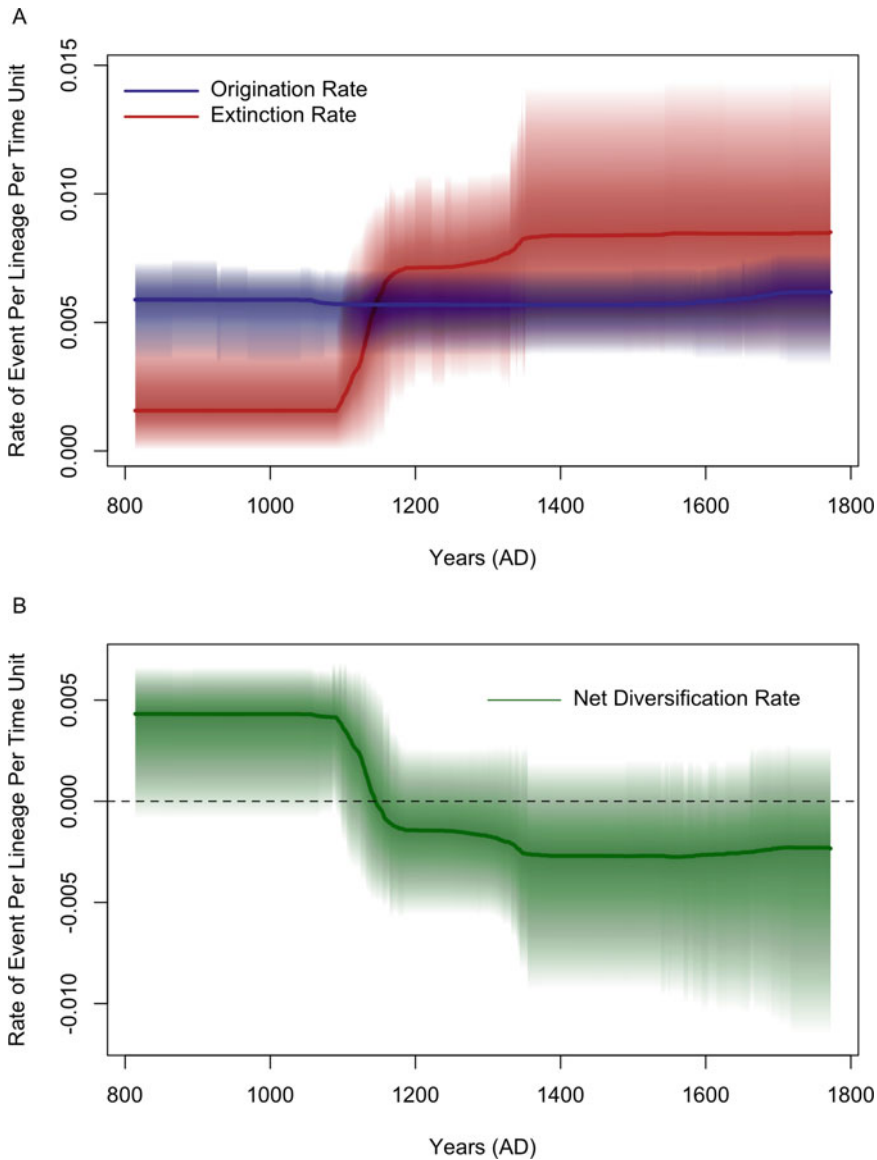 A
Rate of Event Per Lineage Per Time Unit
0.015
0.010
0.005
0.000
Origination Rate
Extinction Rate
800 1000 1200 1400 1600 1800
Years (AD)
B
Rate of Event Per Lineage Per Time Unit
0.005
0.000
-0.005
-0.010
Net Diversification Rate
800 1000 1200 1400 1600 1800
Years (AD)